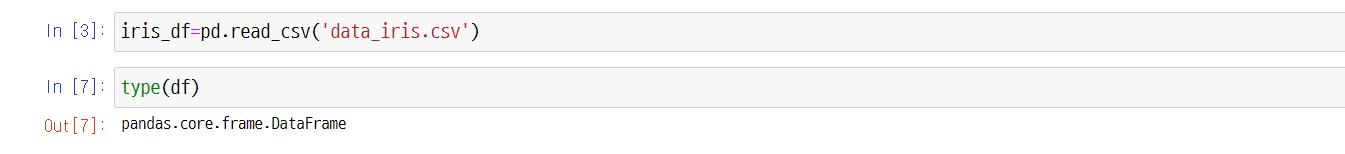 In [3]: iris_df=pd.read_csv('data_iris.csv')
In [7]: type(df)
Out[7]: pandas.core.frame.DataFrame